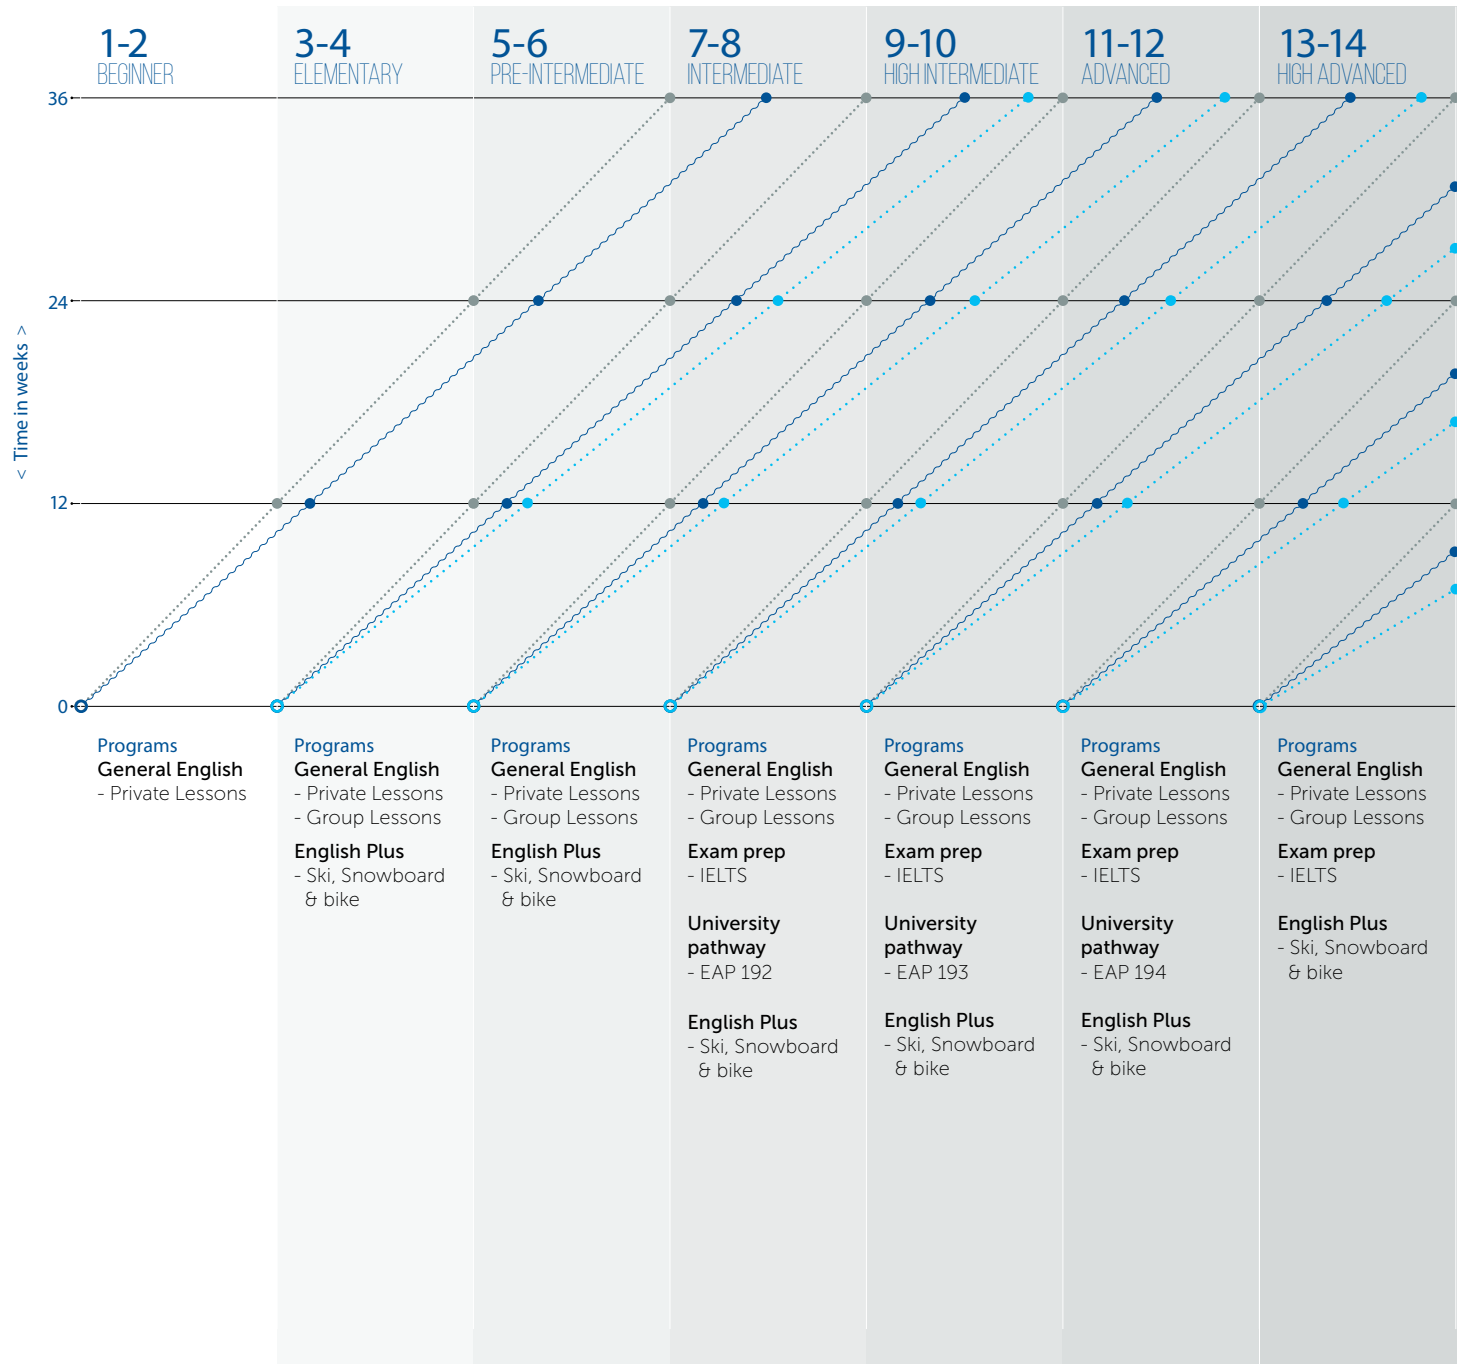 1-2
BEGINNER
3-4
ELEMENTARY
5-6
PRE-INTERMEDIATE
7-8
INTERMEDIATE
9-10
HIGH INTERMEDIATE
11-12
ADVANCED
13-14
HIGH ADVANCED
36
24
12
0
< Time in weeks >
Programs
General English
- Private Lessons
Programs
General English
- Private Lessons
- Group Lessons
English Plus
- Ski, Snowboard
& bike
Programs
General English
- Private Lessons
- Group Lessons
English Plus
- Ski, Snowboard
& bike
Programs
General English
- Private Lessons
- Group Lessons
Exam prep
- IELTS
University
pathway
- EAP 192
English Plus
- Ski, Snowboard
& bike
Programs
General English
- Private Lessons
- Group Lessons
Exam prep
- IELTS
University
pathway
- EAP 193
English Plus
- Ski, Snowboard
& bike
Programs
General English
- Private Lessons
- Group Lessons
Exam prep
- IELTS
University
pathway
- EAP 194
English Plus
- Ski, Snowboard
& bike
Programs
General English
- Private Lessons
- Group Lessons
Exam prep
- IELTS
English Plus
- Ski, Snowboard
& bike